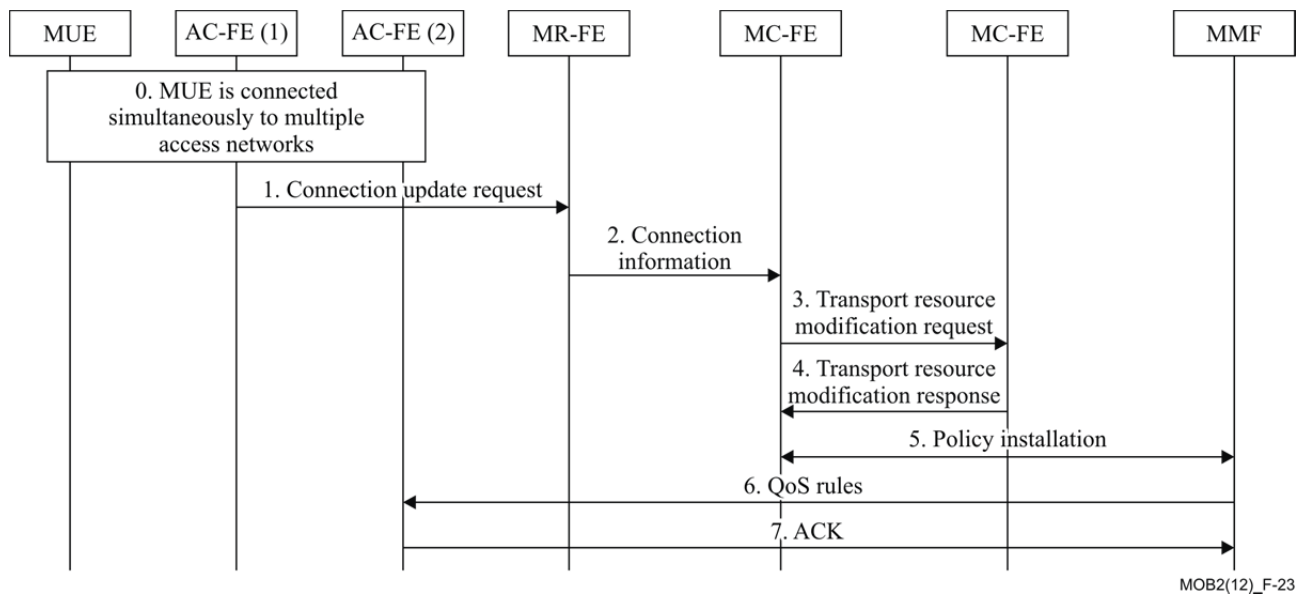 MUE
AC-FE (1)
AC-FE (2)
MR-FE
MC-FE
MC-FE
MMF
0. MUE is connected
simultaneously to multiple
access networks
1. Connection update request
2. Connection
information
3. Transport resource
modification request
4. Transport resource
modification response
5. Policy installation
6. QoS rules
7. ACK
MOB2(12)_F-23